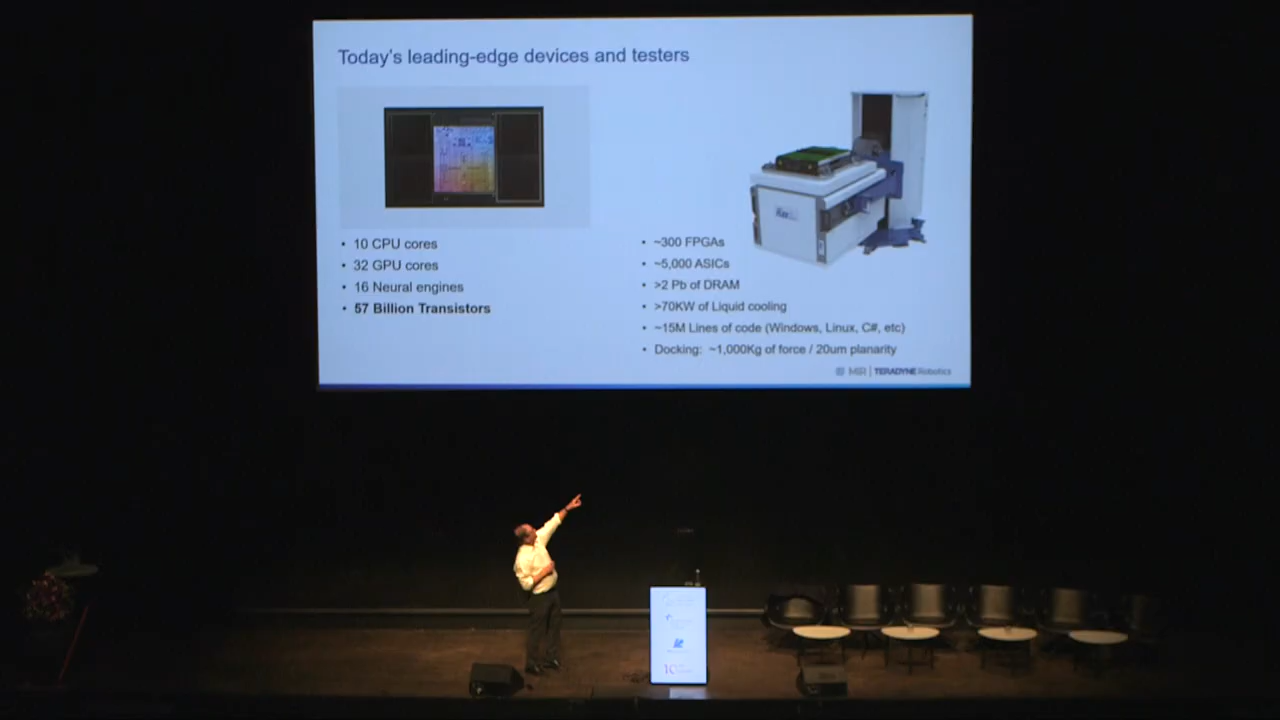 Today's leading-edge devices and testers
• 10 CPU cores
• 32 GPU cores
• 16 Neural engines
• 57 Billion Transistors
• ~300 FPGAs
• ~5,000 ASICs
• >2 Pb of DRAM
• >70KW of Liquid cooling
• ~15M Lines of code (Windows, Linux, C#, etc)
• Docking: ~1,000Kg of force / 20um planarity
MiR | TERADYNE Robotics
10